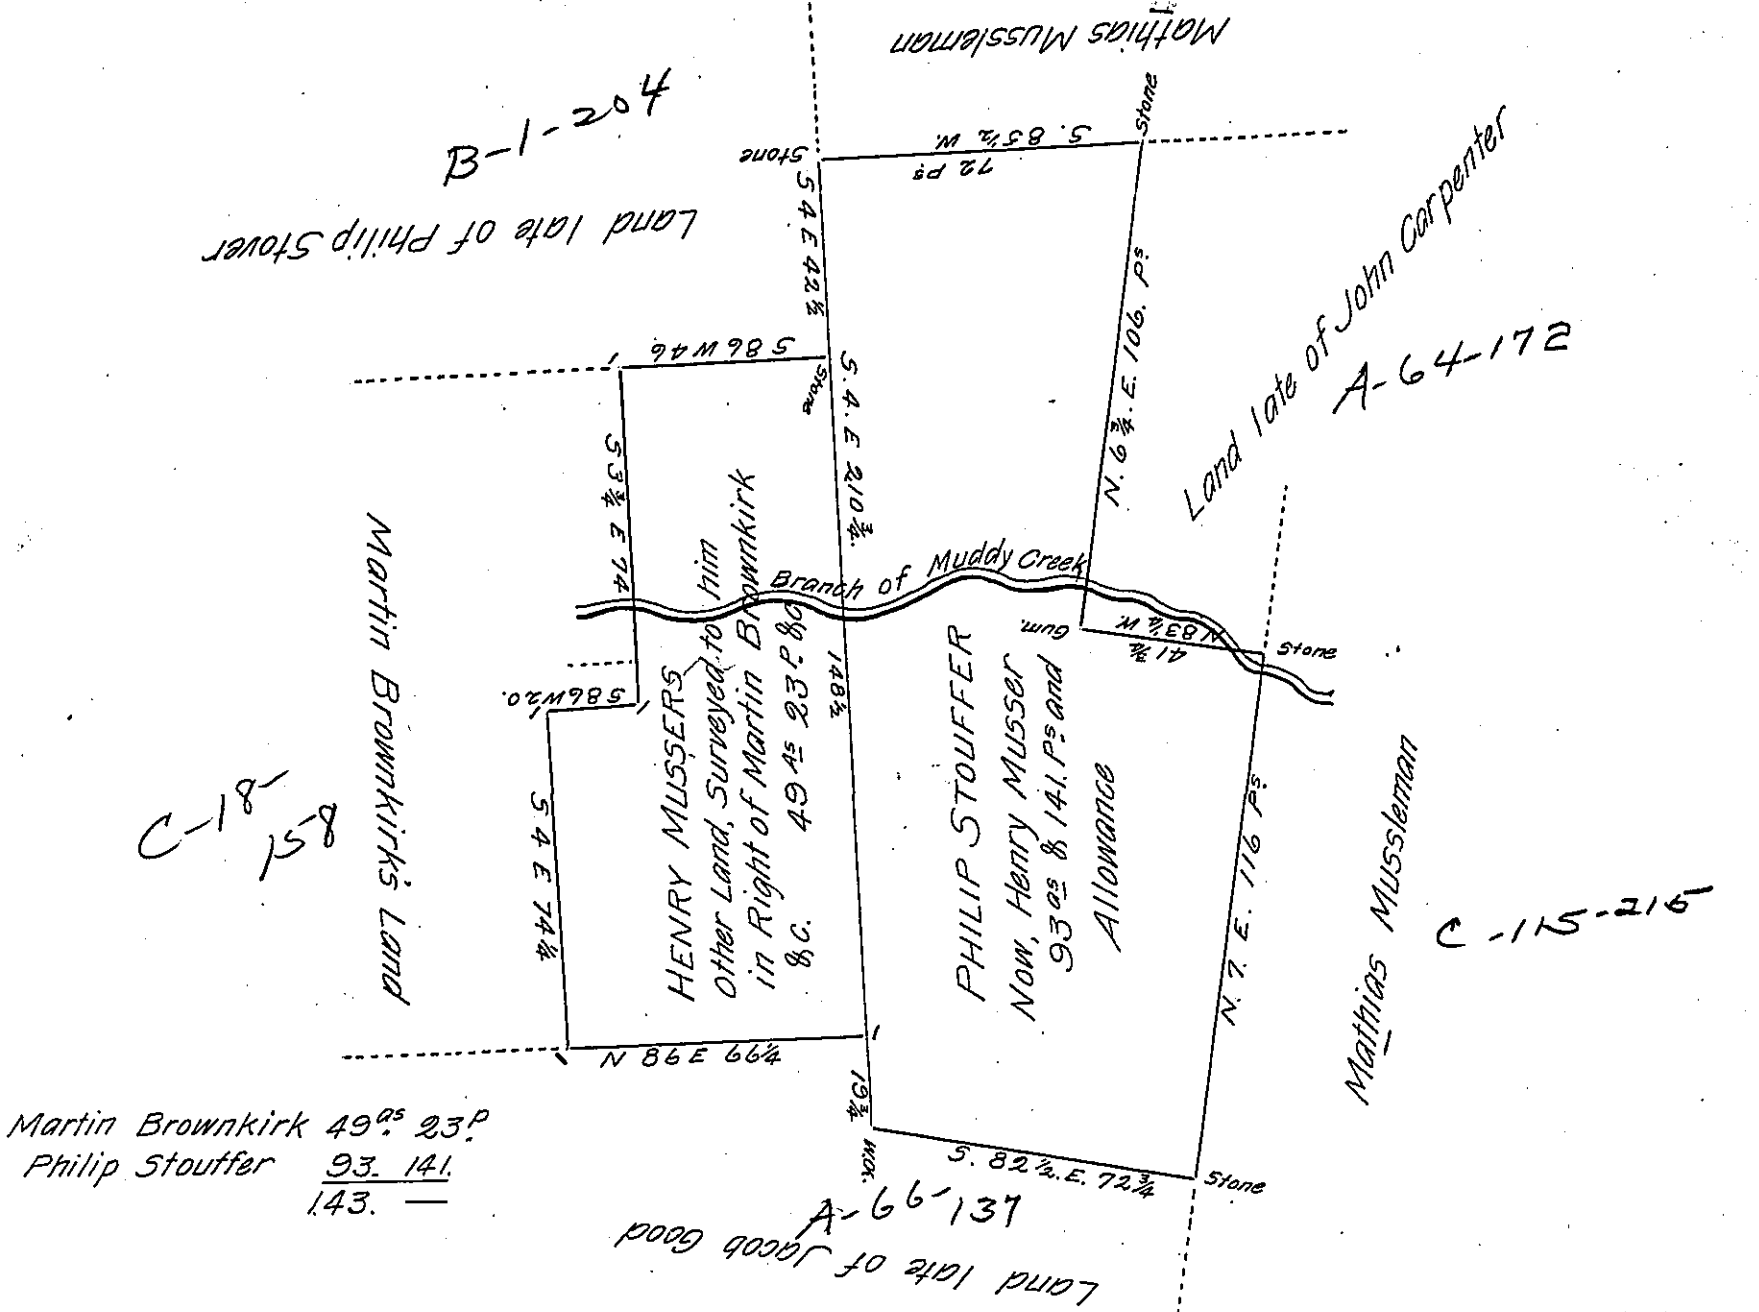 Mathias Mussleman
B-1-204
Stone
S. 85½ W.
72 Ps
Stone
Land late of Philip Stover
S 4 E 42½
Land late of John Carpenter
A-64-172
N. 6¾. E. 106. Ps
S 86 W 46
Stone
S. 4. E 210¾.
S 3¾ E 74
Branch of Muddy Creek
Gum.
N 83½ W.
41¾
Stone
S 86 W 20.
148½
Martin Brownkirk's Land
C-18-
158
S 4 E 74¼
HENRY MUSSERS
Other Land, Surveyed to him
in Right of Martin Brownkirk
&c. 49 As 23 P. &c
PHILIP STOUFFER
Now, Henry Musser
93 as & 141. Ps and
Allowance
N. 7. E. 116 Ps
Mathias Mussleman
C-115-215
N 86 E 66¼
19¾
W.O.
S. 82½. E. 72¾
Stone
A-66-137
Land late of Jacob Good
Martin Brownkirk 49as 23P
Philip Stouffer 93. 141.
143. —